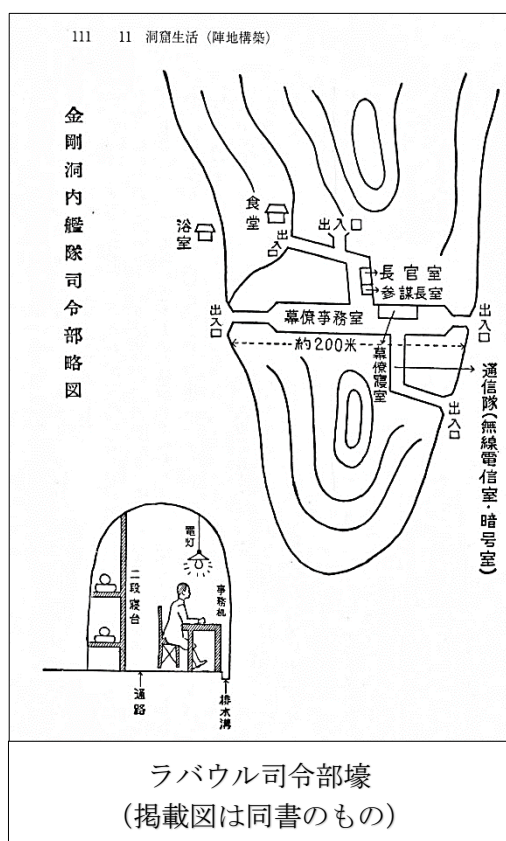 111 11 洞窟生活（陣地構築）
金剛洞内艦隊司令部略図
浴室
食堂
出入口
出入口
長官室
参謀長室
出入口
幕僚事務室
出入口
約200米
幕僚寝室
出入口
通信隊（無線電信室・暗号室）
電灯
二段寝台
事務机
通路
排水溝
ラバウル司令部壕
(掲載図は同書のもの)